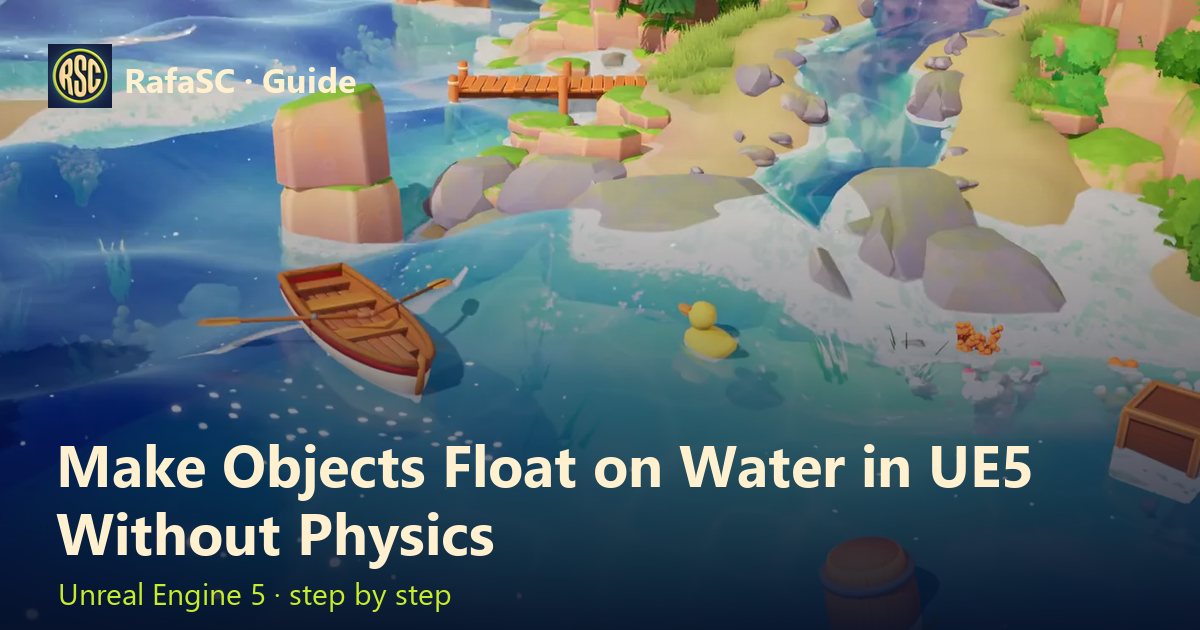 RSC
RafaSC · Guide
Make Objects Float on Water in UE5
Without Physics
Unreal Engine 5 · step by step